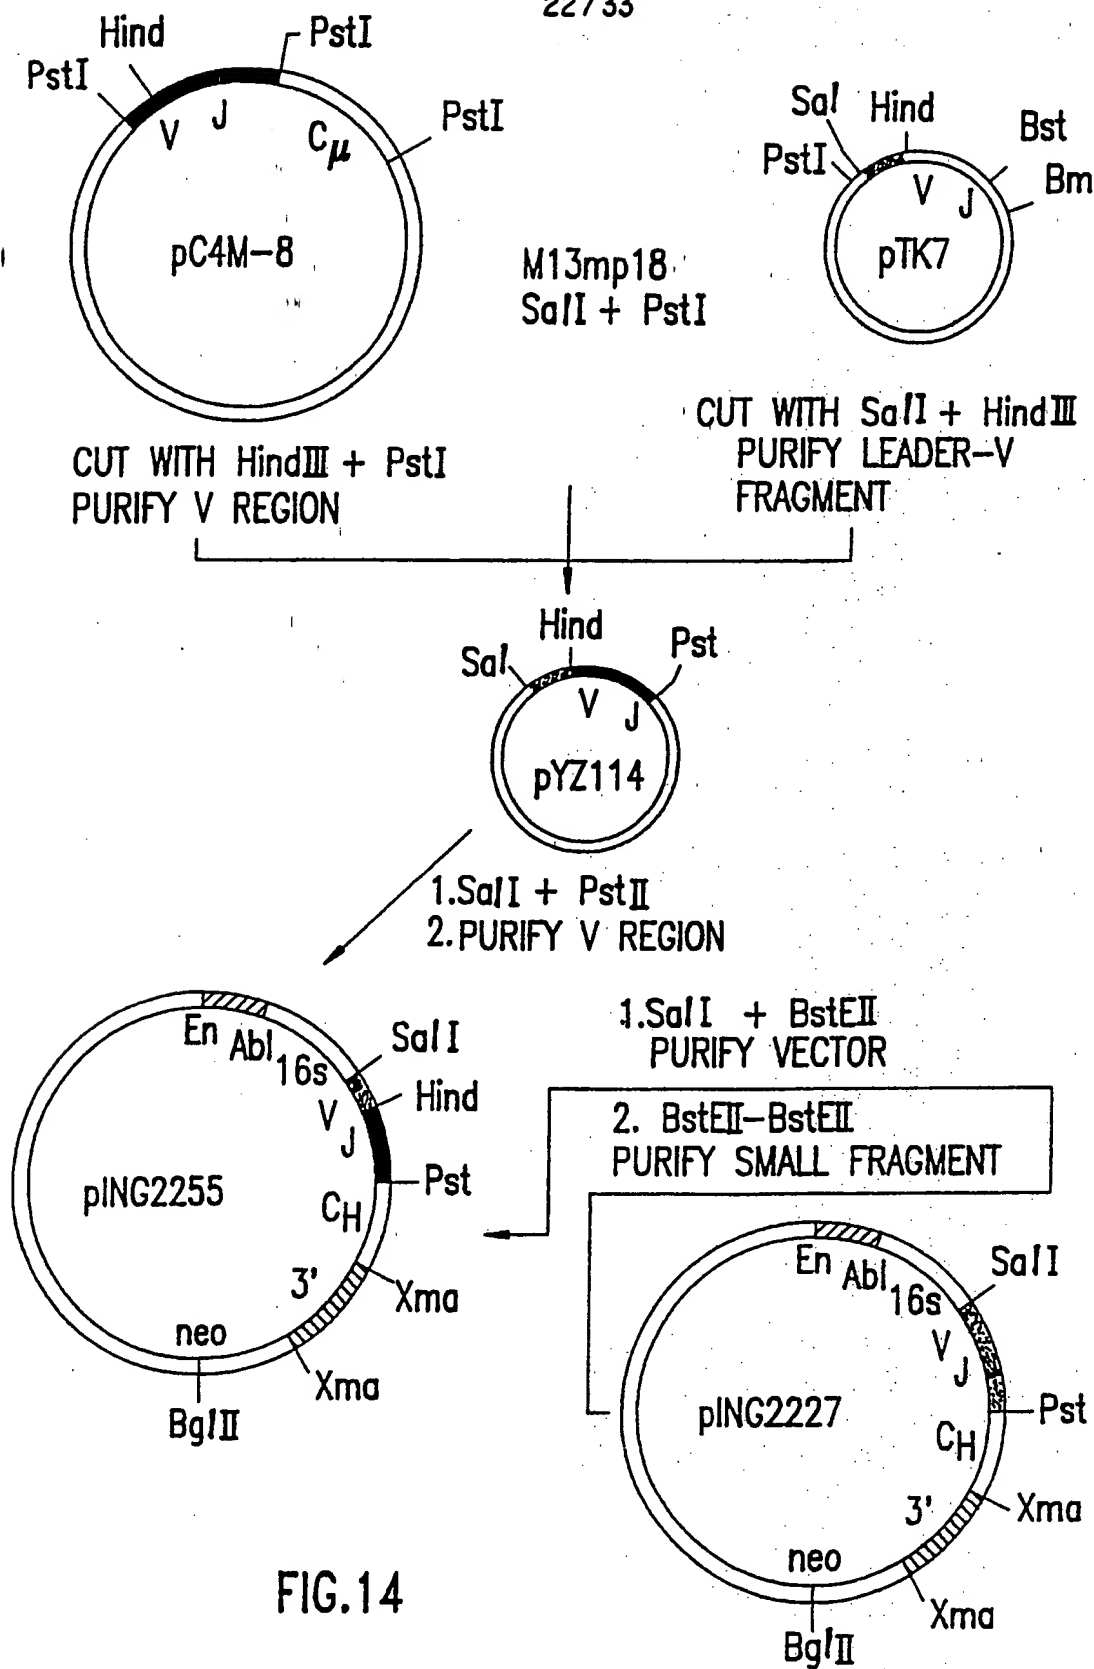 22/33
Hind
PstI
PstI
V
J
Cμ
PstI
pC4M-8
M13mp18
SalI + PstI
Sal
Hind
PstI
Bst
Bm
V
J
pTK7
CUT WITH HindIII + PstI
PURIFY V REGION
CUT WITH SalI + HindIII
PURIFY LEADER-V
FRAGMENT
Hind
Sal
Pst
V
J
pYZ114
1.SalI + PstII
2. PURIFY V REGION
En
Abl
16s
SalI
Hind
V
J
Pst
pING2255
CH
3'
Xma
neo
Xma
BglII
1.SalI + BstEII
PURIFY VECTOR
2. BstEII-BstEII
PURIFY SMALL FRAGMENT
En
Abl
16s
SalI
V
J
Pst
pING2227
CH
3'
Xma
neo
Xma
BglII
FIG.14